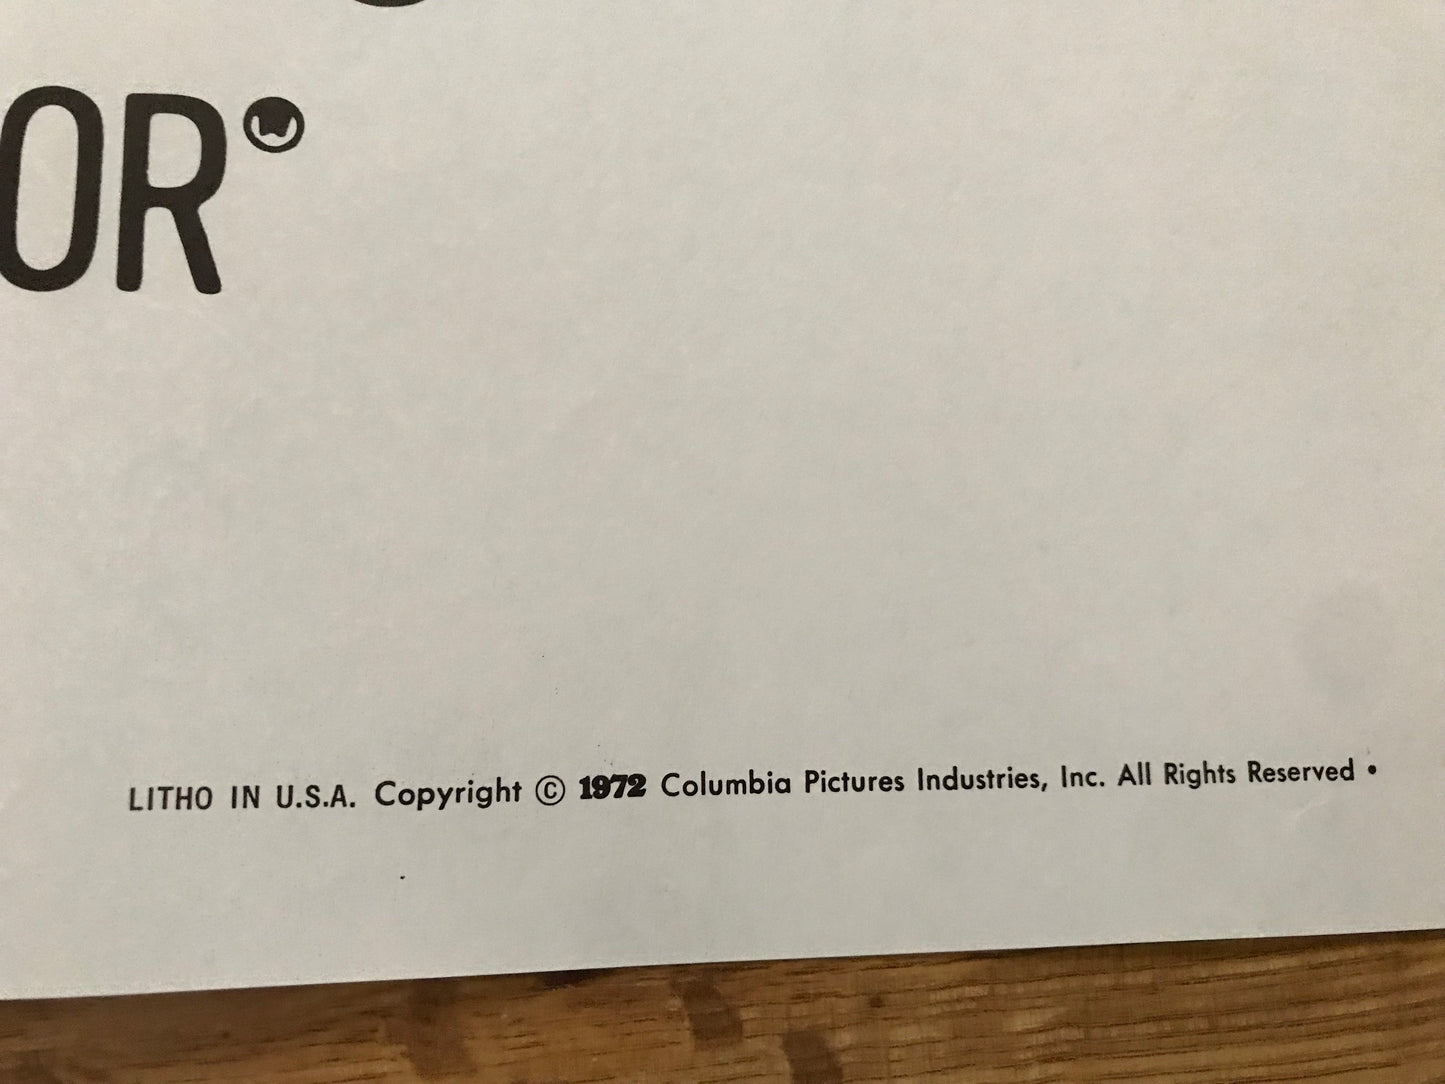 OR
LITHO IN U.S.A. Copyright © 1972 Columbia Pictures Industries, Inc. All Rights Reserved •